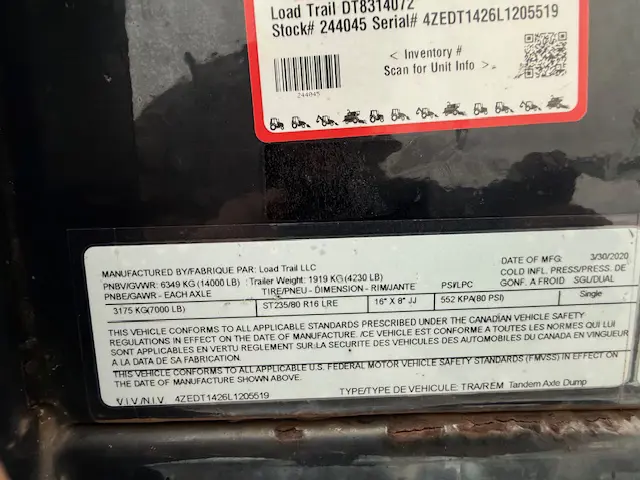 Load Trail DT8314072
Stock# 244045 Serial# 4ZEDT1426L1205519
< Inventory #
Scan for Unit Info >
244045
MANUFACTURED BY/FABRIQUE PAR: Load Trail LLC
DATE OF MFG: 3/30/2020
PNBV/GVWR: 6349 KG (14000 LB) Trailer Weight: 1919 KG (4230 LB)
COLD INFL. PRESS/PRESS. DE
PNBE/GAWR - EACH AXLE TIRE/PNEU - DIMENSION - RIM/JANTE PSI/LPC GONF. A FROID SGL/DUAL
3175 KG(7000 LB) ST235/80 R16 LRE 16" X 8" JJ 552 KPA(80 PSI) Single
THIS VEHICLE CONFORMS TO ALL APPLICABLE STANDARDS PRESCRIBED UNDER THE CANADIAN VEHICLE SAFETY
REGULATIONS IN EFFECT ON THE DATE OF MANUFACTURE. /CE VEHICULE EST CONFORME A TOUTES LES NORMES QUI LUI
SONT APPLICABLES EN VERTU REGLEMENT SUR:LA SECURITE DES VEHICULES DES AUTOMOBILES DU CANADA EN VINGUEUR
A LA DATA DE SA FABRICATION.
THIS VEHICLE CONFORMS TO ALL APPLICABLE U.S. FEDERAL MOTOR VEHICLE SAFETY STANDARDS (FMVSS) IN EFFECT ON
THE DATE OF MANUFACTURE SHOWN ABOVE.
V.I.V./N.I.V. 4ZEDT1426L1205519 TYPE/TYPE DE VEHICULE: TRA/REM Tandem Axle Dump